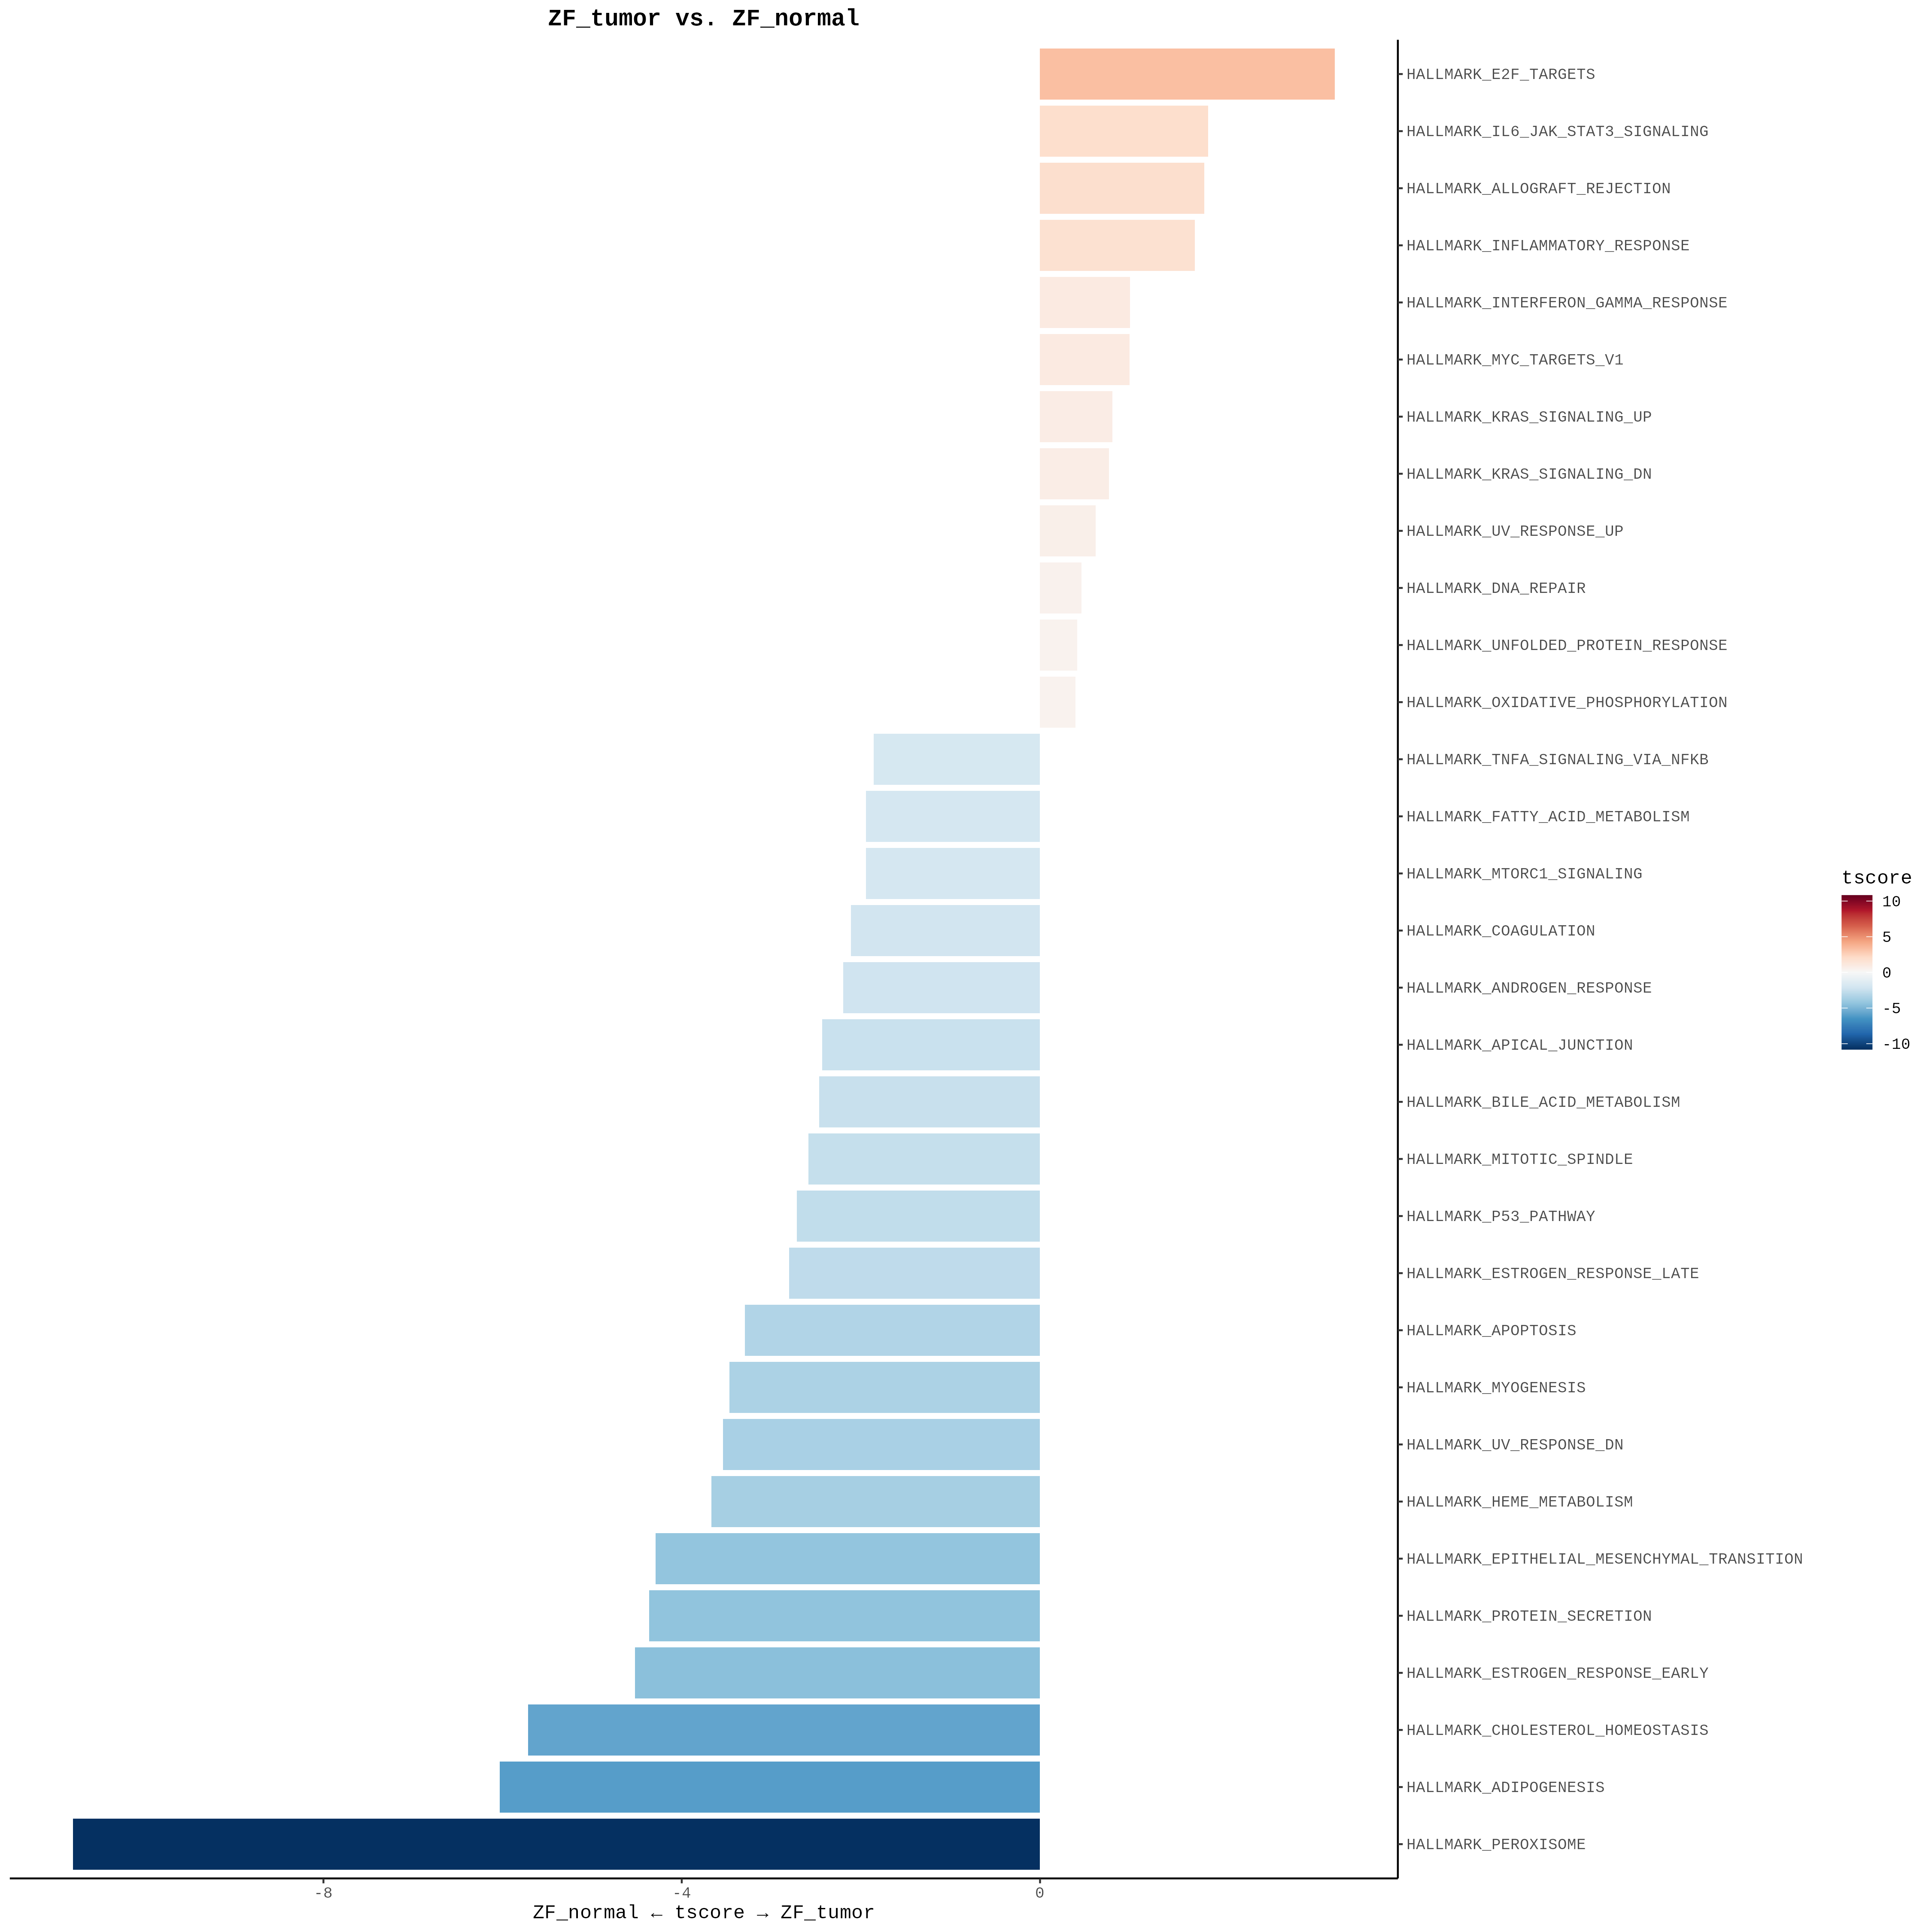 ZF_tumor vs. ZF_normal
HALLMARK_E2F_TARGETS
HALLMARK_IL6_JAK_STAT3_SIGNALING
HALLMARK_ALLOGRAFT_REJECTION
HALLMARK_INFLAMMATORY_RESPONSE
HALLMARK_INTERFERON_GAMMA_RESPONSE
HALLMARK_MYC_TARGETS_V1
HALLMARK_KRAS_SIGNALING_UP
HALLMARK_KRAS_SIGNALING_DN
HALLMARK_UV_RESPONSE_UP
HALLMARK_DNA_REPAIR
HALLMARK_UNFOLDED_PROTEIN_RESPONSE
HALLMARK_OXIDATIVE_PHOSPHORYLATION
HALLMARK_TNFA_SIGNALING_VIA_NFKB
HALLMARK_FATTY_ACID_METABOLISM
HALLMARK_MTORC1_SIGNALING
HALLMARK_COAGULATION
HALLMARK_ANDROGEN_RESPONSE
HALLMARK_APICAL_JUNCTION
HALLMARK_BILE_ACID_METABOLISM
HALLMARK_MITOTIC_SPINDLE
HALLMARK_P53_PATHWAY
HALLMARK_ESTROGEN_RESPONSE_LATE
HALLMARK_APOPTOSIS
HALLMARK_MYOGENESIS
HALLMARK_UV_RESPONSE_DN
HALLMARK_HEME_METABOLISM
HALLMARK_EPITHELIAL_MESENCHYMAL_TRANSITION
HALLMARK_PROTEIN_SECRETION
HALLMARK_ESTROGEN_RESPONSE_EARLY
HALLMARK_CHOLESTEROL_HOMEOSTASIS
HALLMARK_ADIPOGENESIS
HALLMARK_PEROXISOME
-8 -4 0
ZF_normal ← tscore → ZF_tumor
tscore
10
5
0
-5
-10